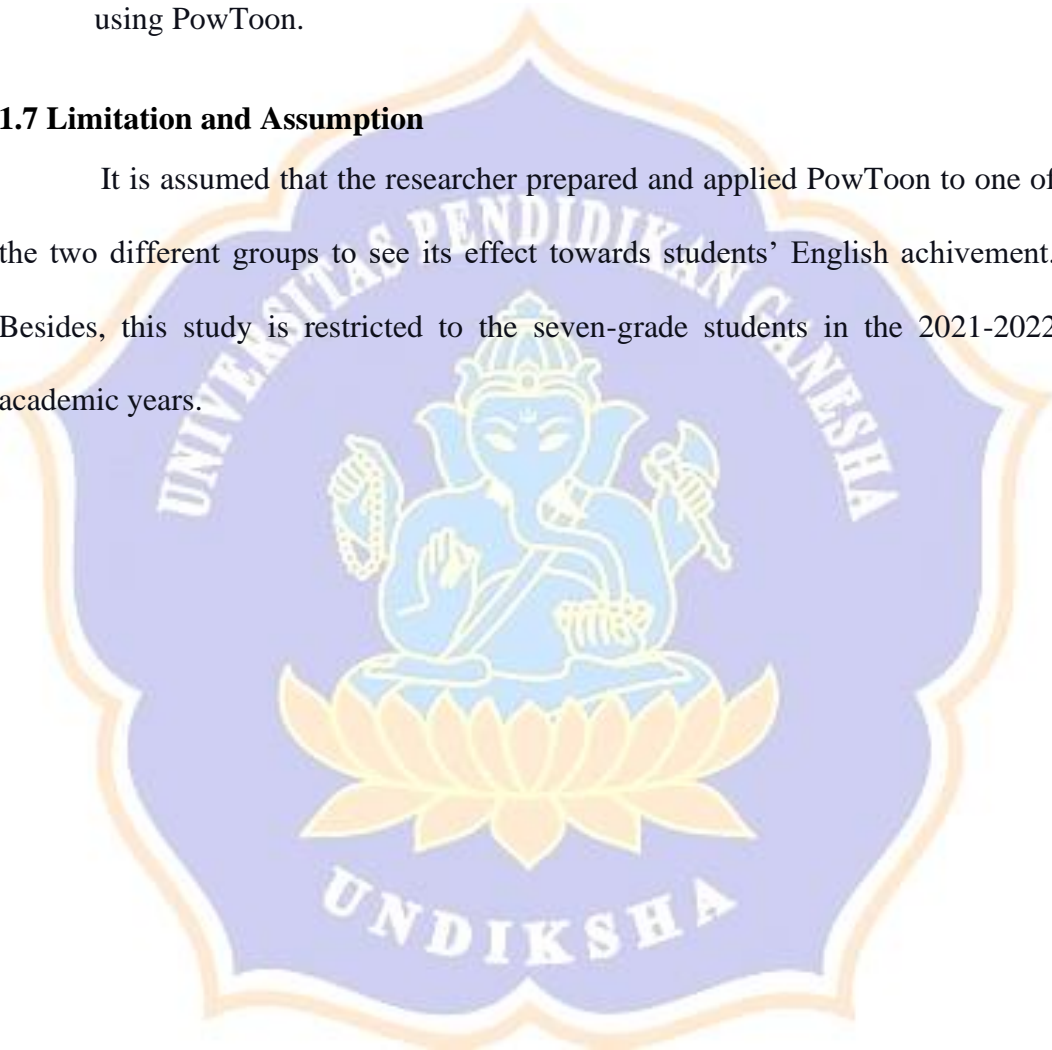 using PowToon.
1.7 Limitation and Assumption
It is assumed that the researcher prepared and applied PowToon to one of
the two different groups to see its effect towards students’ English achivement.
Besides, this study is restricted to the seven-grade students in the 2021-2022
academic years.
UNIVERSITAS PENDIDIKAN GANESHA
UNDIKSHA